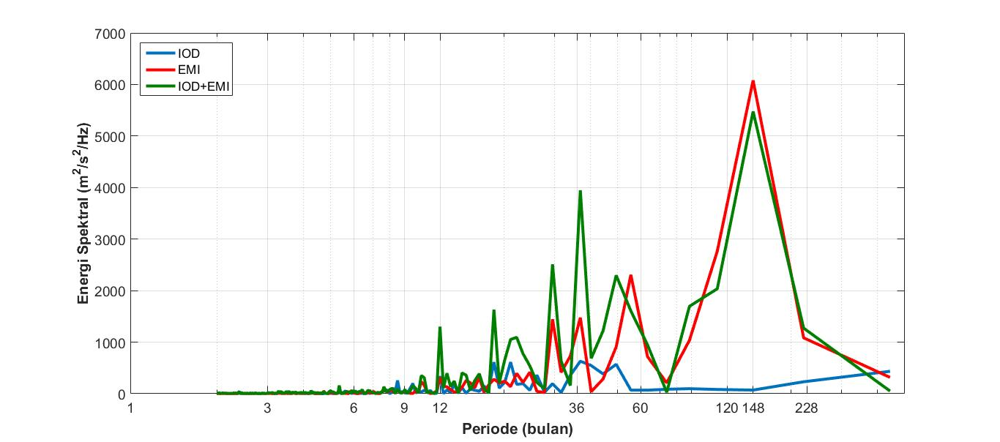 7000
6000
5000
4000
3000
2000
1000
0
IOD
EMI
IOD+EMI
Energi Spektral (m²/s²/Hz)
1 3 6 9 12 36 60 120 148 228
Periode (bulan)